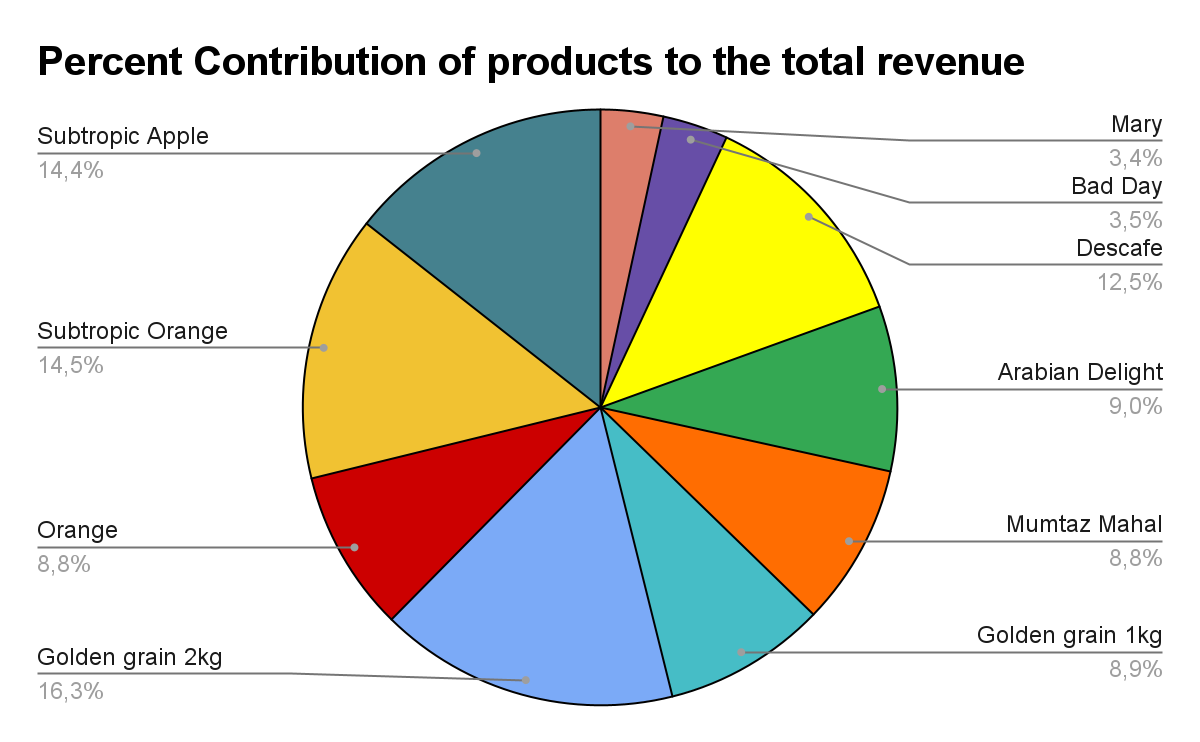 Percent Contribution of products to the total revenue
Subtropic Apple
14,4%
Subtropic Orange
14,5%
Orange
8,8%
Golden grain 2kg
16,3%
Mary
3,4%
Bad Day
3,5%
Descafe
12,5%
Arabian Delight
9,0%
Mumtaz Mahal
8,8%
Golden grain 1kg
8,9%